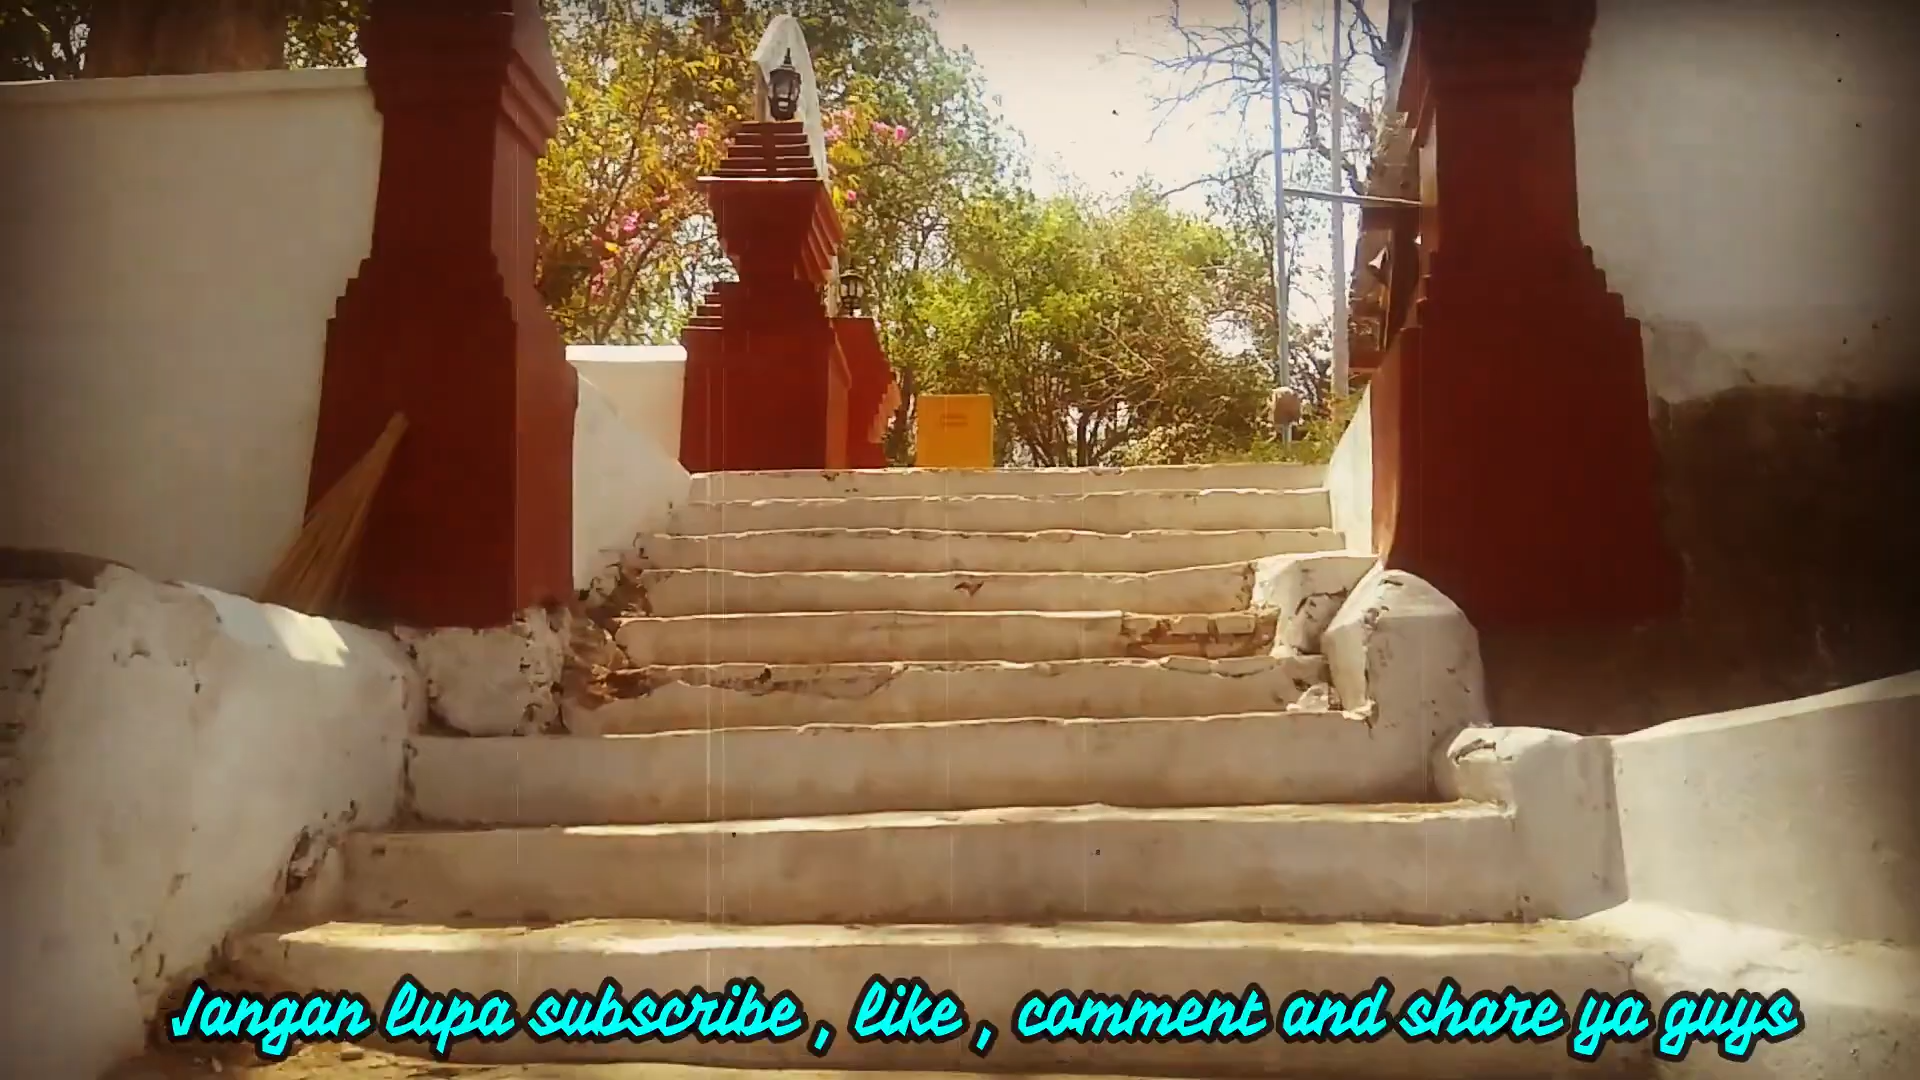 Jangan lupa subscribe , like , comment and share ya guys